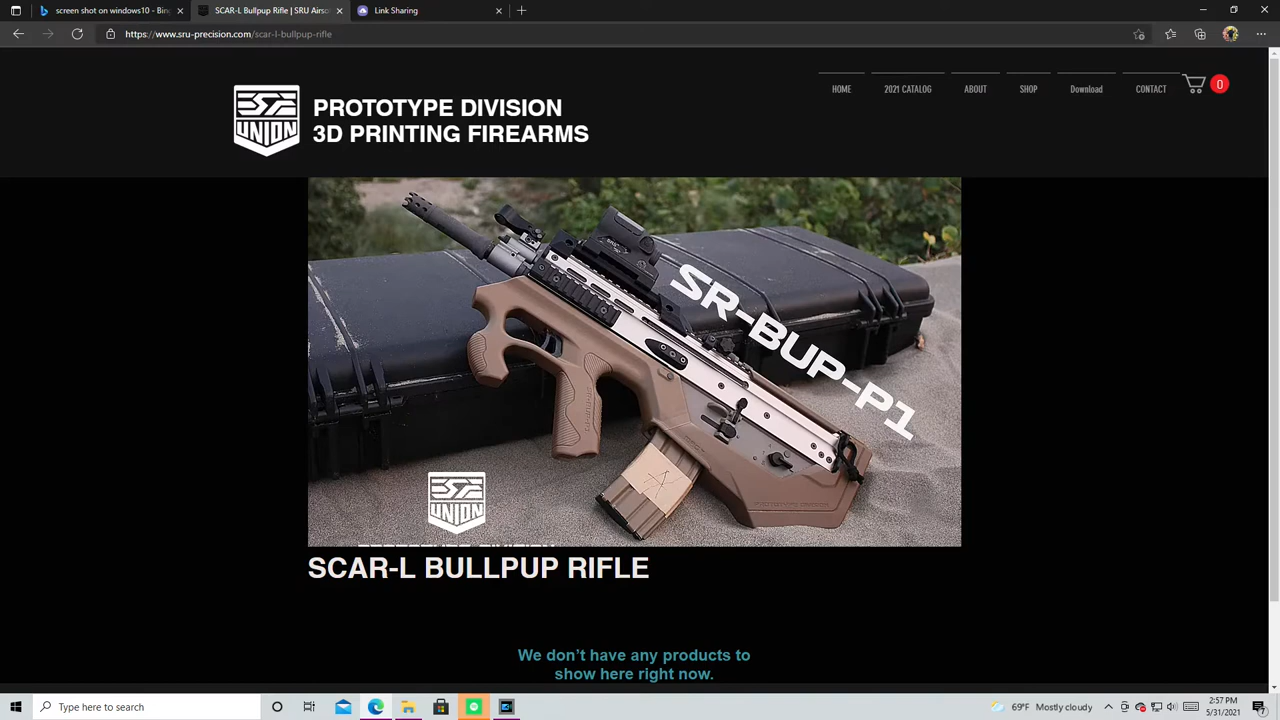 screen shot on windows10 - Bing
SCAR-L Bullpup Rifle | SRU Airso
Link Sharing
https://www.sru-precision.com/scar-l-bullpup-rifle
HOME
2021 CATALOG
ABOUT
SHOP
Download
CONTACT
0
UNION
PROTOTYPE DIVISION
3D PRINTING FIREARMS
SR-BUP-P1
UNION
SCAR-L BULLPUP RIFLE
We don't have any products to
show here right now.
Type here to search
69°F Mostly cloudy
2:57 PM
5/31/2021